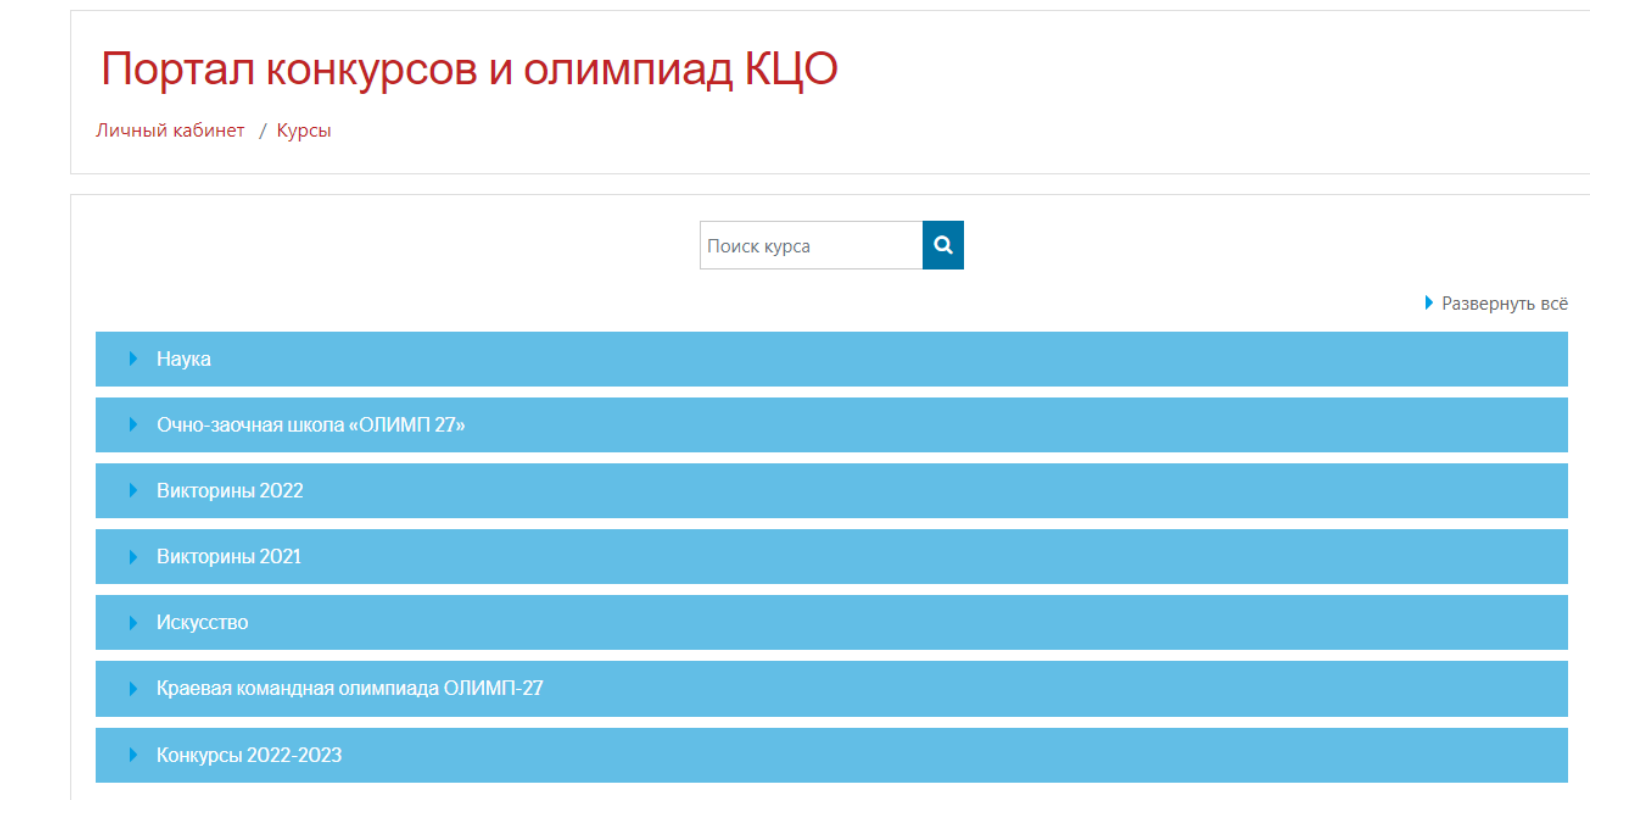 Портал конкурсов и олимпиад КЦО
Личный кабинет / Курсы
Поиск курса
Развернуть всё
Наука
Очно-заочная школа «ОЛИМП 27»
Викторины 2022
Викторины 2021
Искусство
Краевая командная олимпиада ОЛИМП-27
Конкурсы 2022-2023